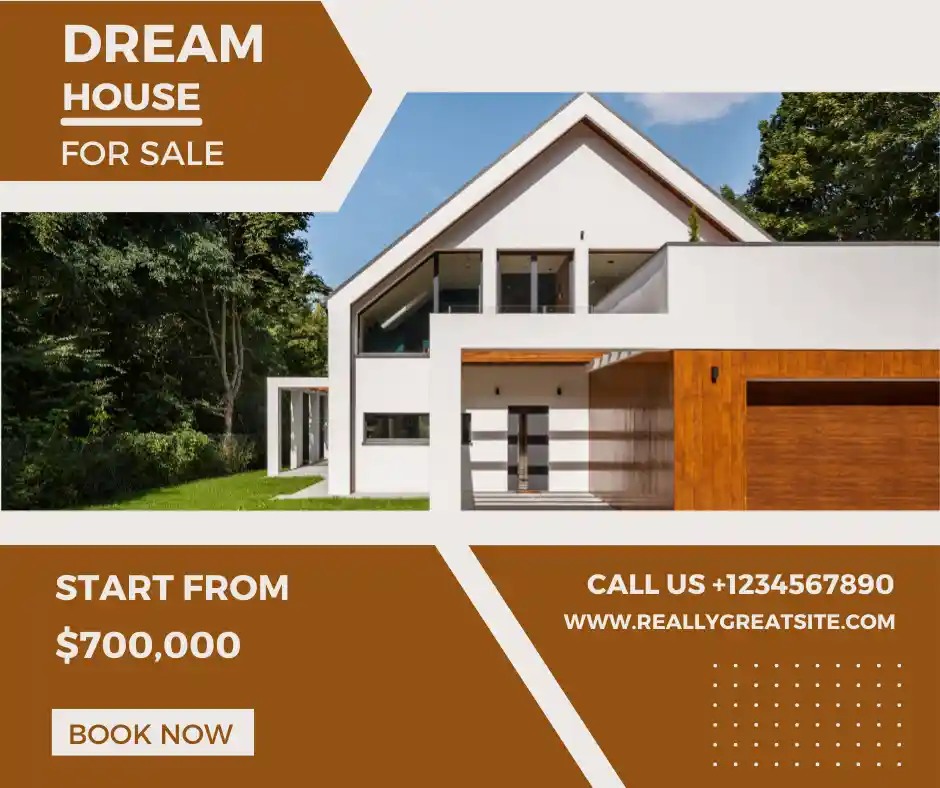 DREAM
HOUSE
FOR SALE
START FROM
$700,000
BOOK NOW
CALL US +1234567890
WWW.REALLYGREATSITE.COM